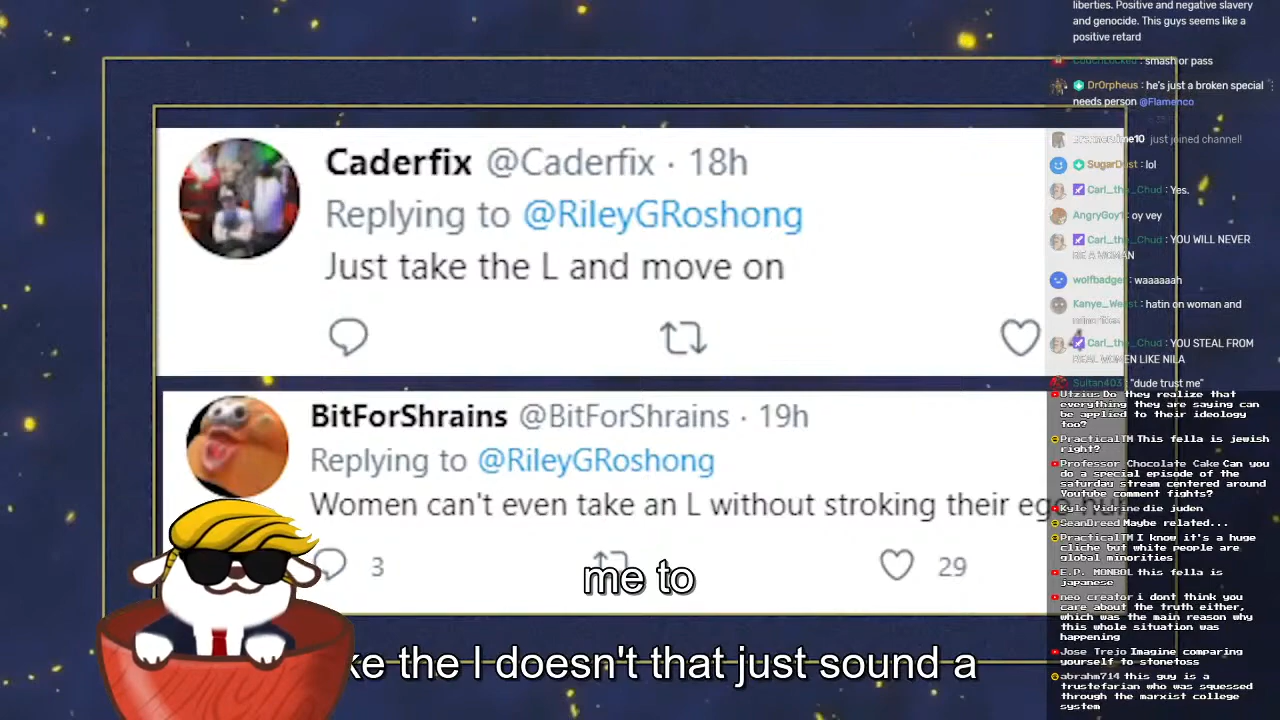 Caderfix @Caderfix · 18h
Replying to @RileyGRoshong
Just take the L and move on
BitForShrains @BitForShrains · 19h
Replying to @RileyGRoshong
Women can't even take an L without stroking their ego
3
29
me to
ke the I doesn't that just sound a
liberties. Positive and negative slavery
and genocide. This guys seems like a
positive retard
CouchLocked : smash or pass
DrOrpheus : he's just a broken special
needs person @Flamenco
just joined channel!!
SugarDust : lol
Carl_the_Chud : Yes.
AngryGoy1 : oy vey
Carl_the_Chud : YOU WILL NEVER
BE A WOMAN
wolfbadger : waaaaaah
Kanye_West : hatin on woman and
minorities
Carl_the_Chud : YOU STEAL FROM
REAL WOMEN LIKE NILA
Sultan403 : "dude trust me"
Utzius Do they realize that
everything they are saying can
be applied to their ideology
too?
PracticalTM This fella is jewish
right?
Professor Chocolate Cake Can you
do a special episode of the
saturday stream centered around
Youtube comment fights?
Kyle Vidrine die juden
SeanDreed Maybe related...
PracticalTM I know it's a huge
cliche but white people are
global minorities
E.P. MONBOL this fella is
japanese
neo creator i dont think you
care about the truth either,
which was the main reason why
this whole situation was
happening
Jose Trejo Imagine comparing
yourself to stonetoss
abrahm714 this guy is a
trustefarian who was squessed
through the marxist college
system